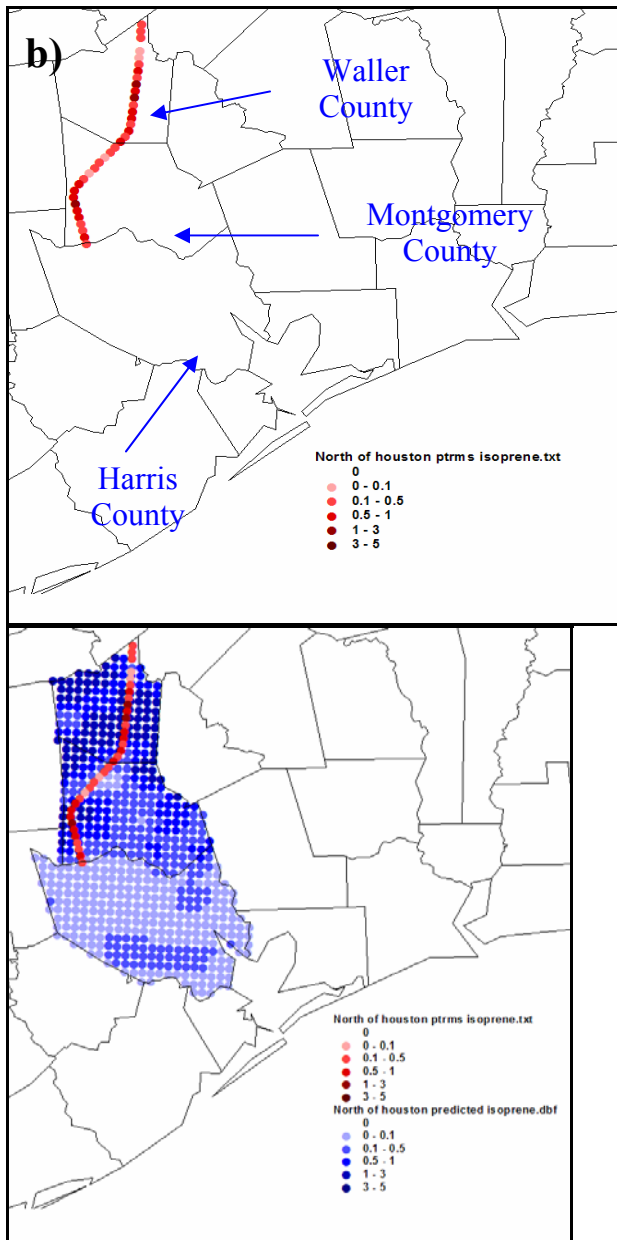 b)
Waller
County
Montgomery
County
Harris
County
North of houston ptrms isoprene.txt
0
0 - 0.1
0.1 - 0.5
0.5 - 1
1 - 3
3 - 5
North of houston ptrms isoprene.txt
0
0 - 0.1
0.1 - 0.5
0.5 - 1
1 - 3
3 - 5
North of houston predicted isoprene.dbf
0
0 - 0.1
0.1 - 0.5
0.5 - 1
1 - 3
3 - 5